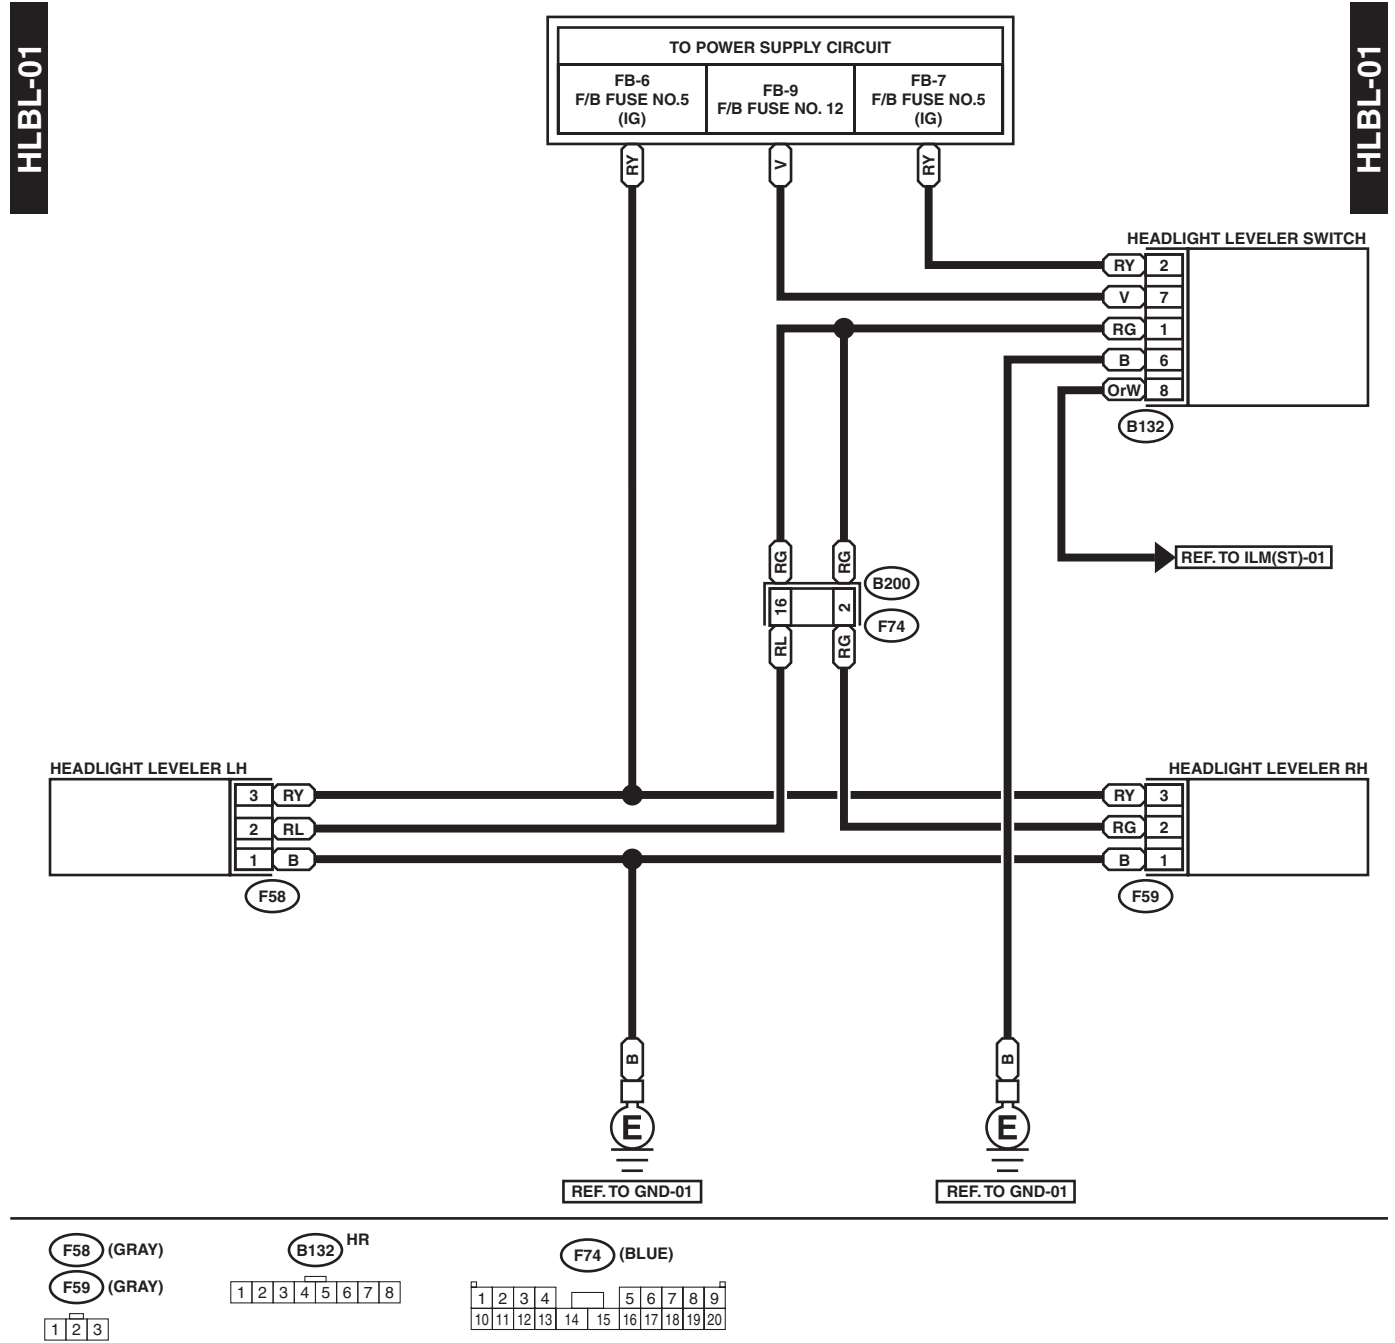 HLBL-01
HLBL-01
TO POWER SUPPLY CIRCUIT
FB-6
F/B FUSE NO.5
(IG)
FB-9
F/B FUSE NO. 12
FB-7
F/B FUSE NO.5
(IG)
RY
V
RY
HEADLIGHT LEVELER SWITCH
RY 2
V 7
RG 1
B 6
OrW 8
B132
REF. TO ILM(ST)-01
RG
RG
B200
16
2
F74
RL
RG
HEADLIGHT LEVELER LH
3 RY
2 RL
1 B
F58
HEADLIGHT LEVELER RH
RY 3
RG 2
B 1
F59
B
B
E
E
REF. TO GND-01
REF. TO GND-01
F58 (GRAY)
F59 (GRAY)
1 2 3
B132 HR
1 2 3 4 5 6 7 8
F74 (BLUE)
1 2 3 4 5 6 7 8 9
10 11 12 13 14 15 16 17 18 19 20